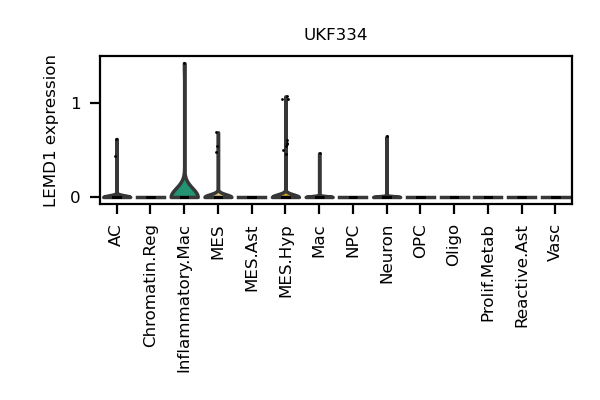 UKF334
LEMD1 expression
1
0
AC
Chromatin.Reg
Inflammatory.Mac
MES
MES.Ast
MES.Hyp
Mac
NPC
Neuron
OPC
Oligo
Prolif.Metab
Reactive.Ast
Vasc